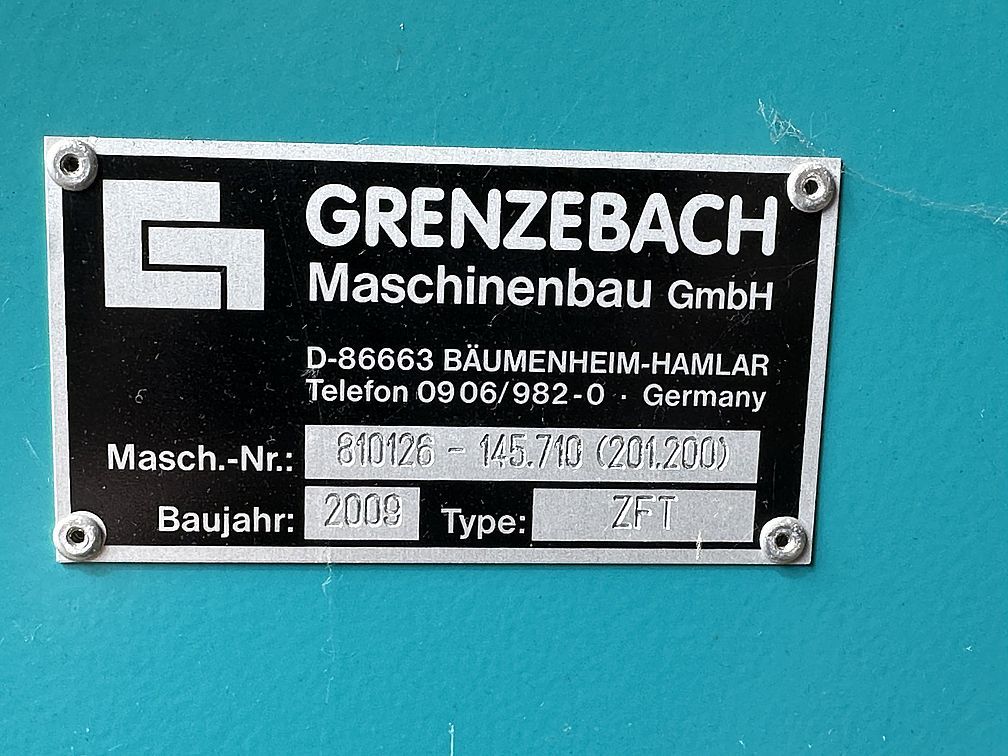 GRENZEBACH
Maschinenbau GmbH
D-86663 BÄUMENHEIM-HAMLAR
Telefon 0906/982-0 · Germany
Masch.-Nr.: 810126 - 145.710 (201.200)
Baujahr: 2009 Type: ZFT